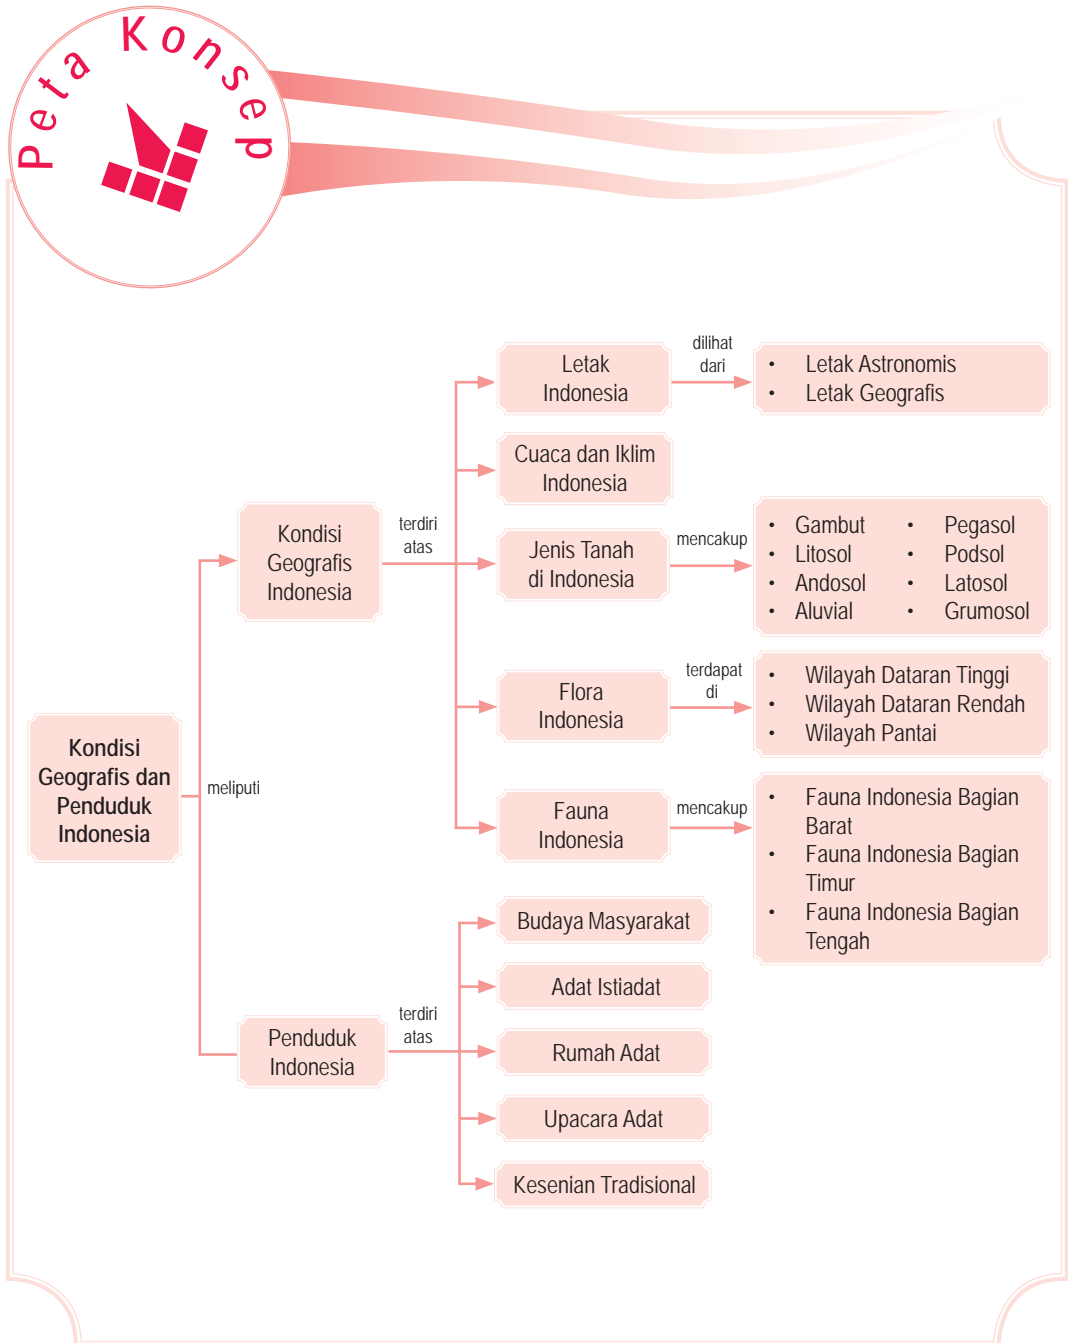 Peta Konsep
Kondisi
Geografis dan
Penduduk
Indonesia
meliputi
Kondisi
Geografis
Indonesia
terdiri
atas
Letak
Indonesia
dilihat
dari
• Letak Astronomis
• Letak Geografis
Cuaca dan Iklim
Indonesia
Jenis Tanah
di Indonesia
mencakup
• Gambut • Pegasol
• Litosol • Podsol
• Andosol • Latosol
• Aluvial • Grumosol
Flora
Indonesia
terdapat
di
• Wilayah Dataran Tinggi
• Wilayah Dataran Rendah
• Wilayah Pantai
Fauna
Indonesia
mencakup
• Fauna Indonesia Bagian
Barat
• Fauna Indonesia Bagian
Timur
• Fauna Indonesia Bagian
Tengah
Penduduk
Indonesia
terdiri
atas
Budaya Masyarakat
Adat Istiadat
Rumah Adat
Upacara Adat
Kesenian Tradisional